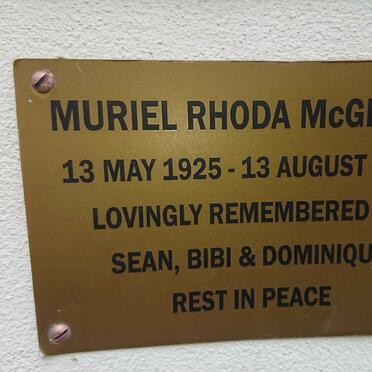 MURIEL RHODA McG
13 MAY 1925 - 13 AUGUST
LOVINGLY REMEMBERED
SEAN, BIBI & DOMINIQU
REST IN PEACE